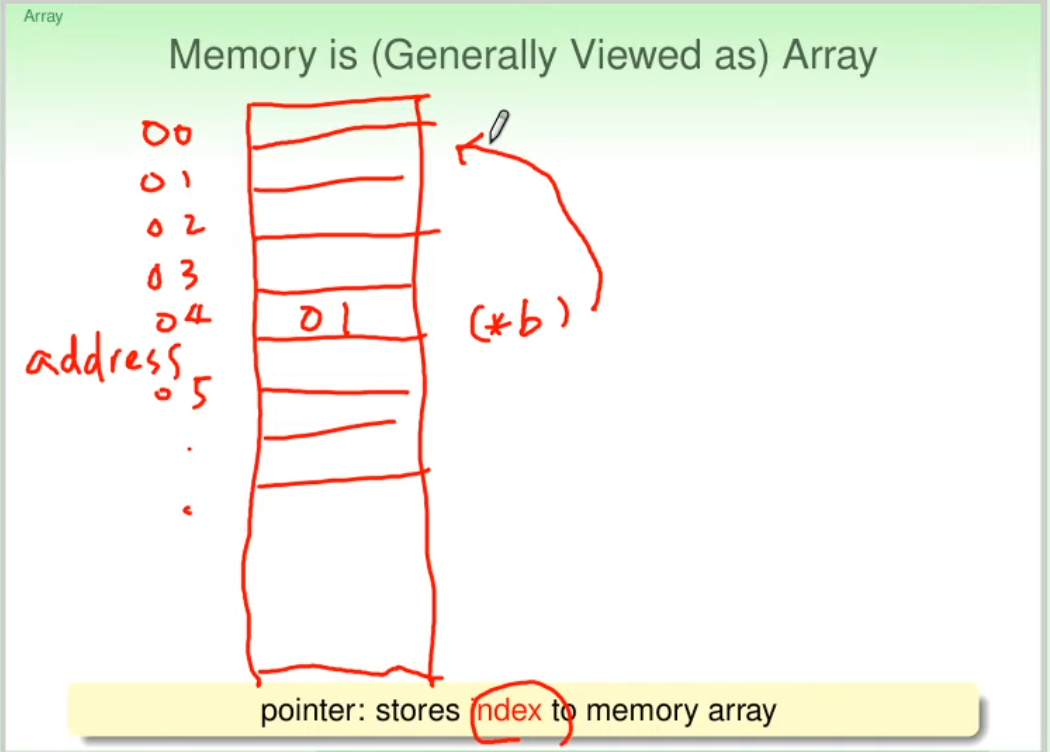 Array
Memory is (Generally Viewed as) Array
00
01
02
03
04 01 (*b)
address
05
pointer: stores index to memory array